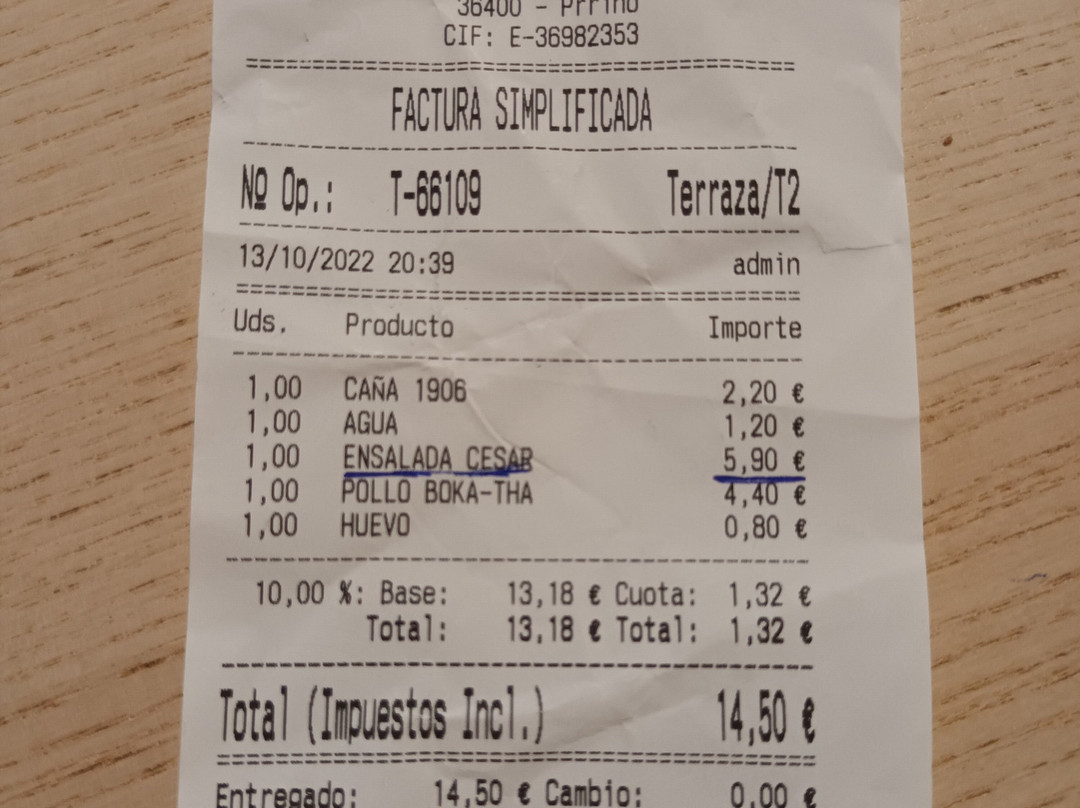 36400 - Prriño
CIF: E-36982353
FACTURA SIMPLIFICADA
Nº Op.: T-66109 Terraza/T2
13/10/2022 20:39 admin
Uds. Producto Importe
1,00 CAÑA 1906 2,20 €
1,00 AGUA 1,20 €
1,00 ENSALADA CESAR 5,90 €
1,00 POLLO BOKA-THA 4,40 €
1,00 HUEVO 0,80 €
10,00 %: Base: 13,18 € Cuota: 1,32 €
Total: 13,18 € Total: 1,32 €
Total (Impuestos Incl.) 14,50 €
Entregado: 14,50 € Cambio: 0,00 €